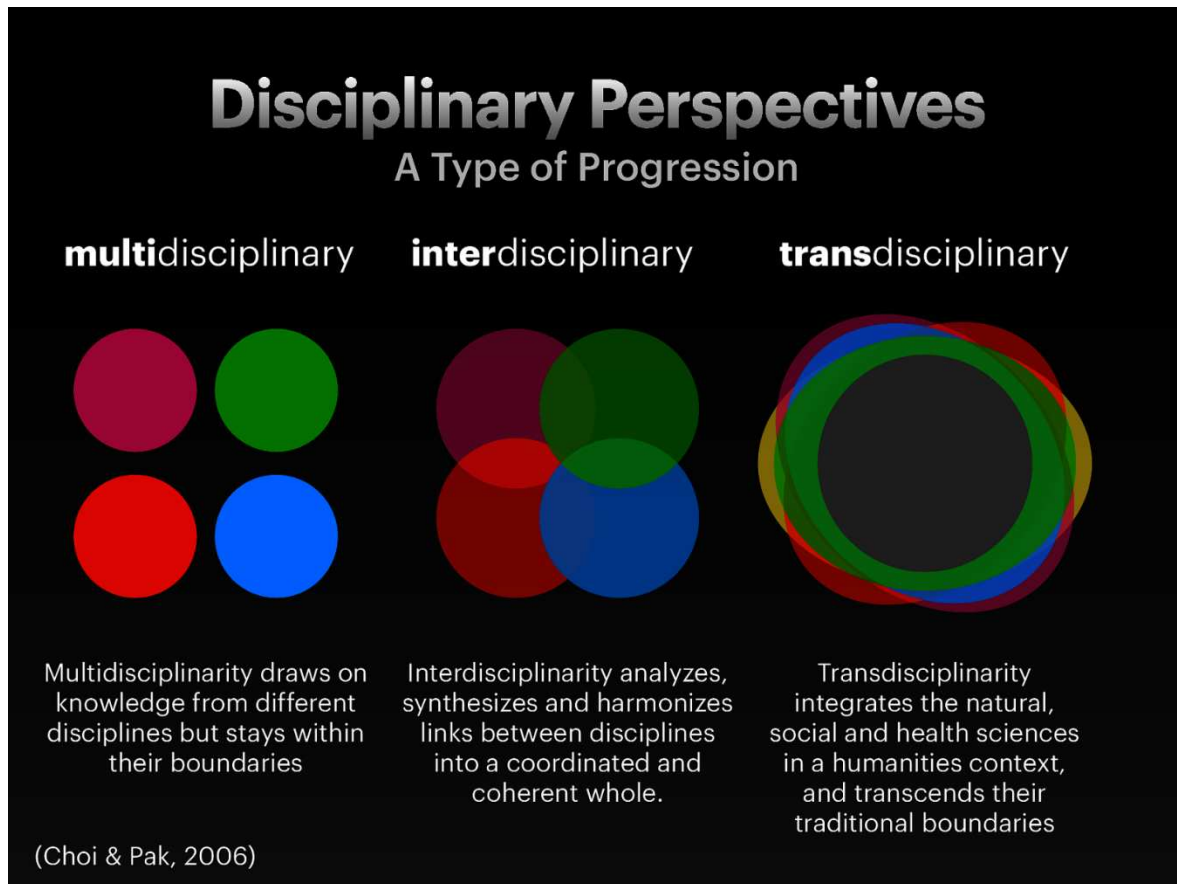 Disciplinary Perspectives
A Type of Progression
multidisciplinary
interdisciplinary
transdisciplinary
Multidisciplinarity draws on
knowledge from different
disciplines but stays within
their boundaries
Interdisciplinarity analyzes,
synthesizes and harmonizes
links between disciplines
into a coordinated and
coherent whole.
Transdisciplinarity
integrates the natural,
social and health sciences
in a humanities context,
and transcends their
traditional boundaries
(Choi & Pak, 2006)